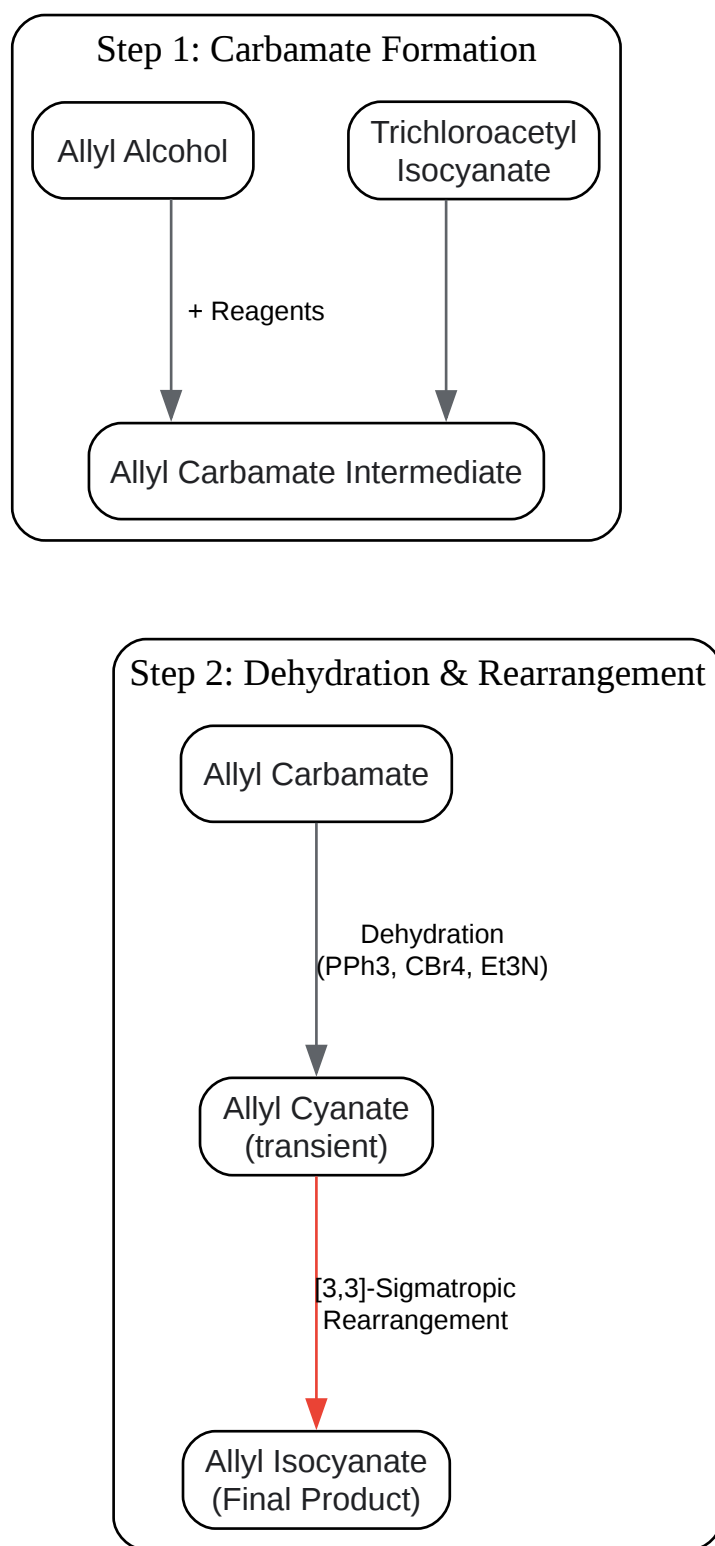 Step 1: Carbamate Formation
Allyl Alcohol
Trichloroacetyl
Isocyanate
+ Reagents
Allyl Carbamate Intermediate
Step 2: Dehydration & Rearrangement
Allyl Carbamate
Dehydration
(PPh3, CBr4, Et3N)
Allyl Cyanate
(transient)
[3,3]-Sigmatropic
Rearrangement
Allyl Isocyanate
(Final Product)